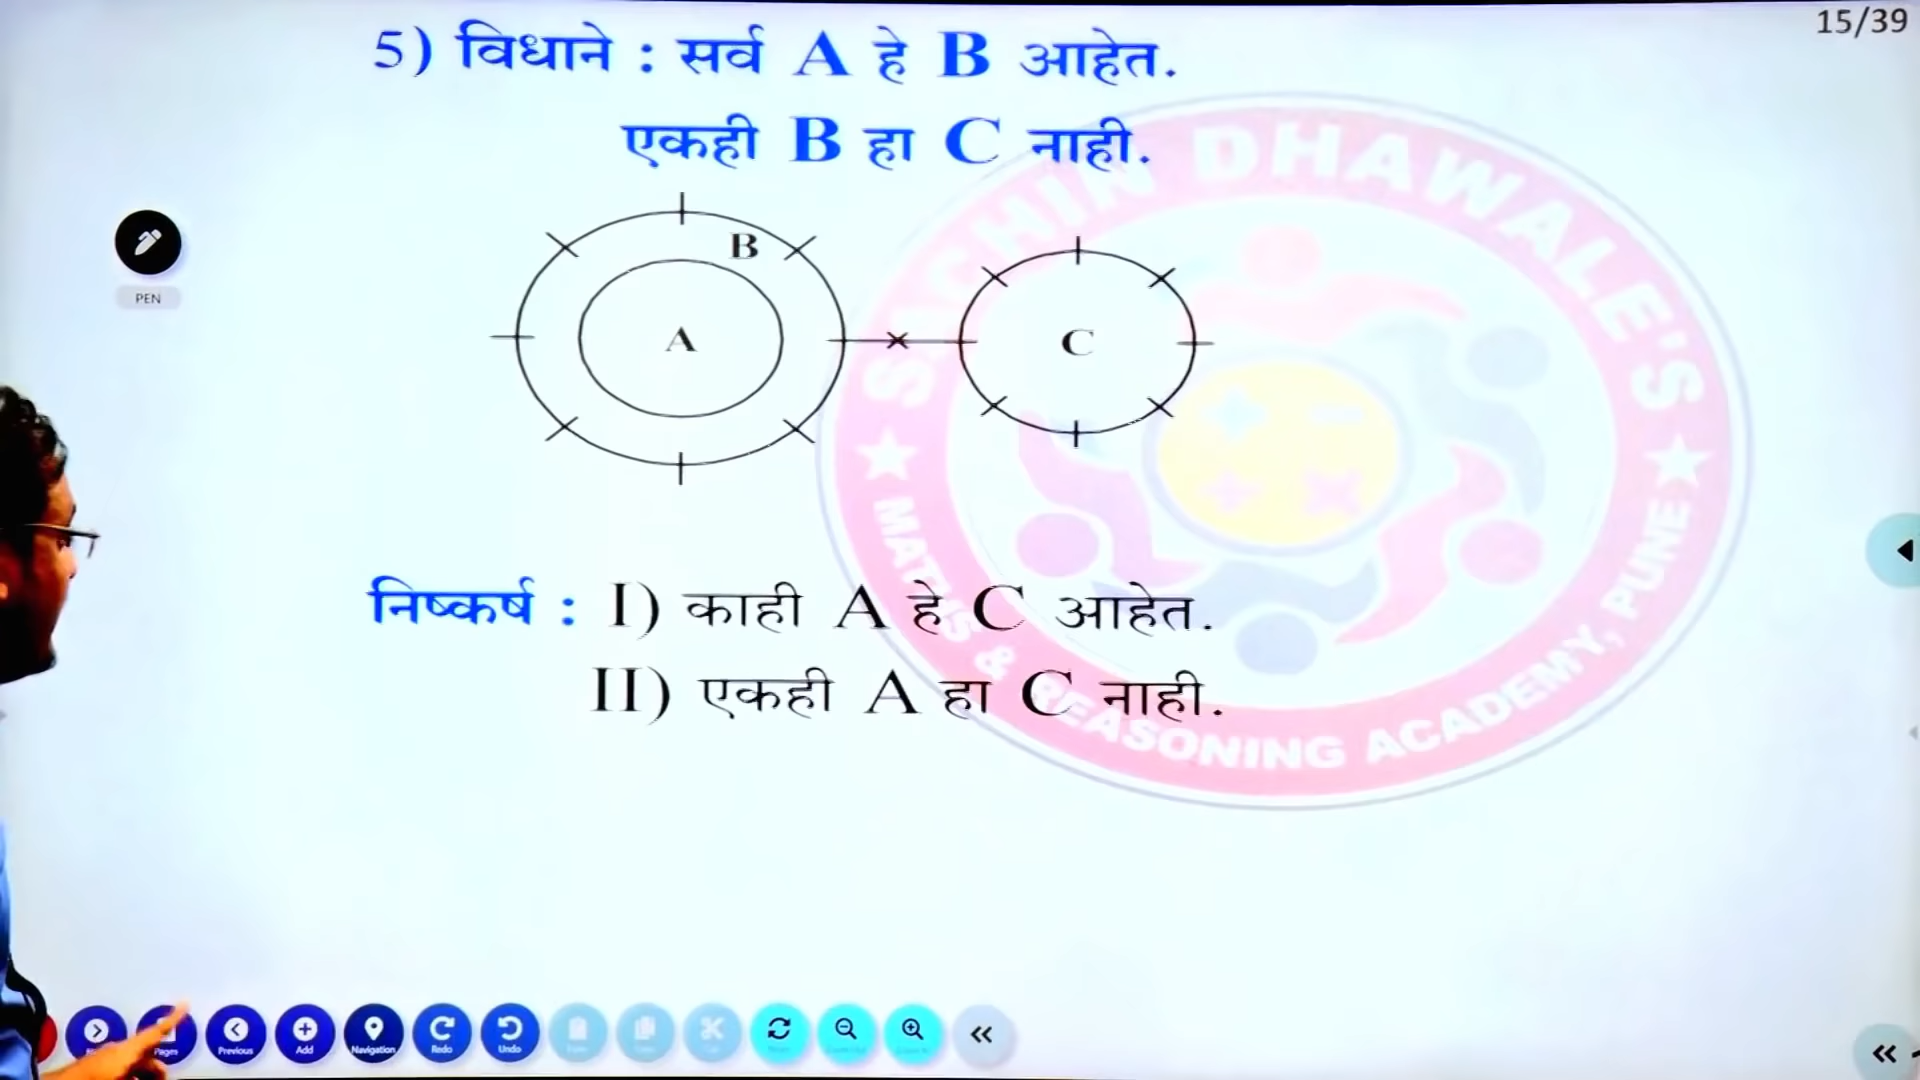 15/39
5) विधाने : सर्व A हे B आहेत.
एकही B हा C नाही.
B
A
C
PEN
निष्कर्ष : I) काही A हे C आहेत.
II) एकही A हा C नाही.
SACHIN DHAWALE'S
MATHS & REASONING ACADEMY, PUNE
Pages
Previous
Add
Navigation
Redo
Undo